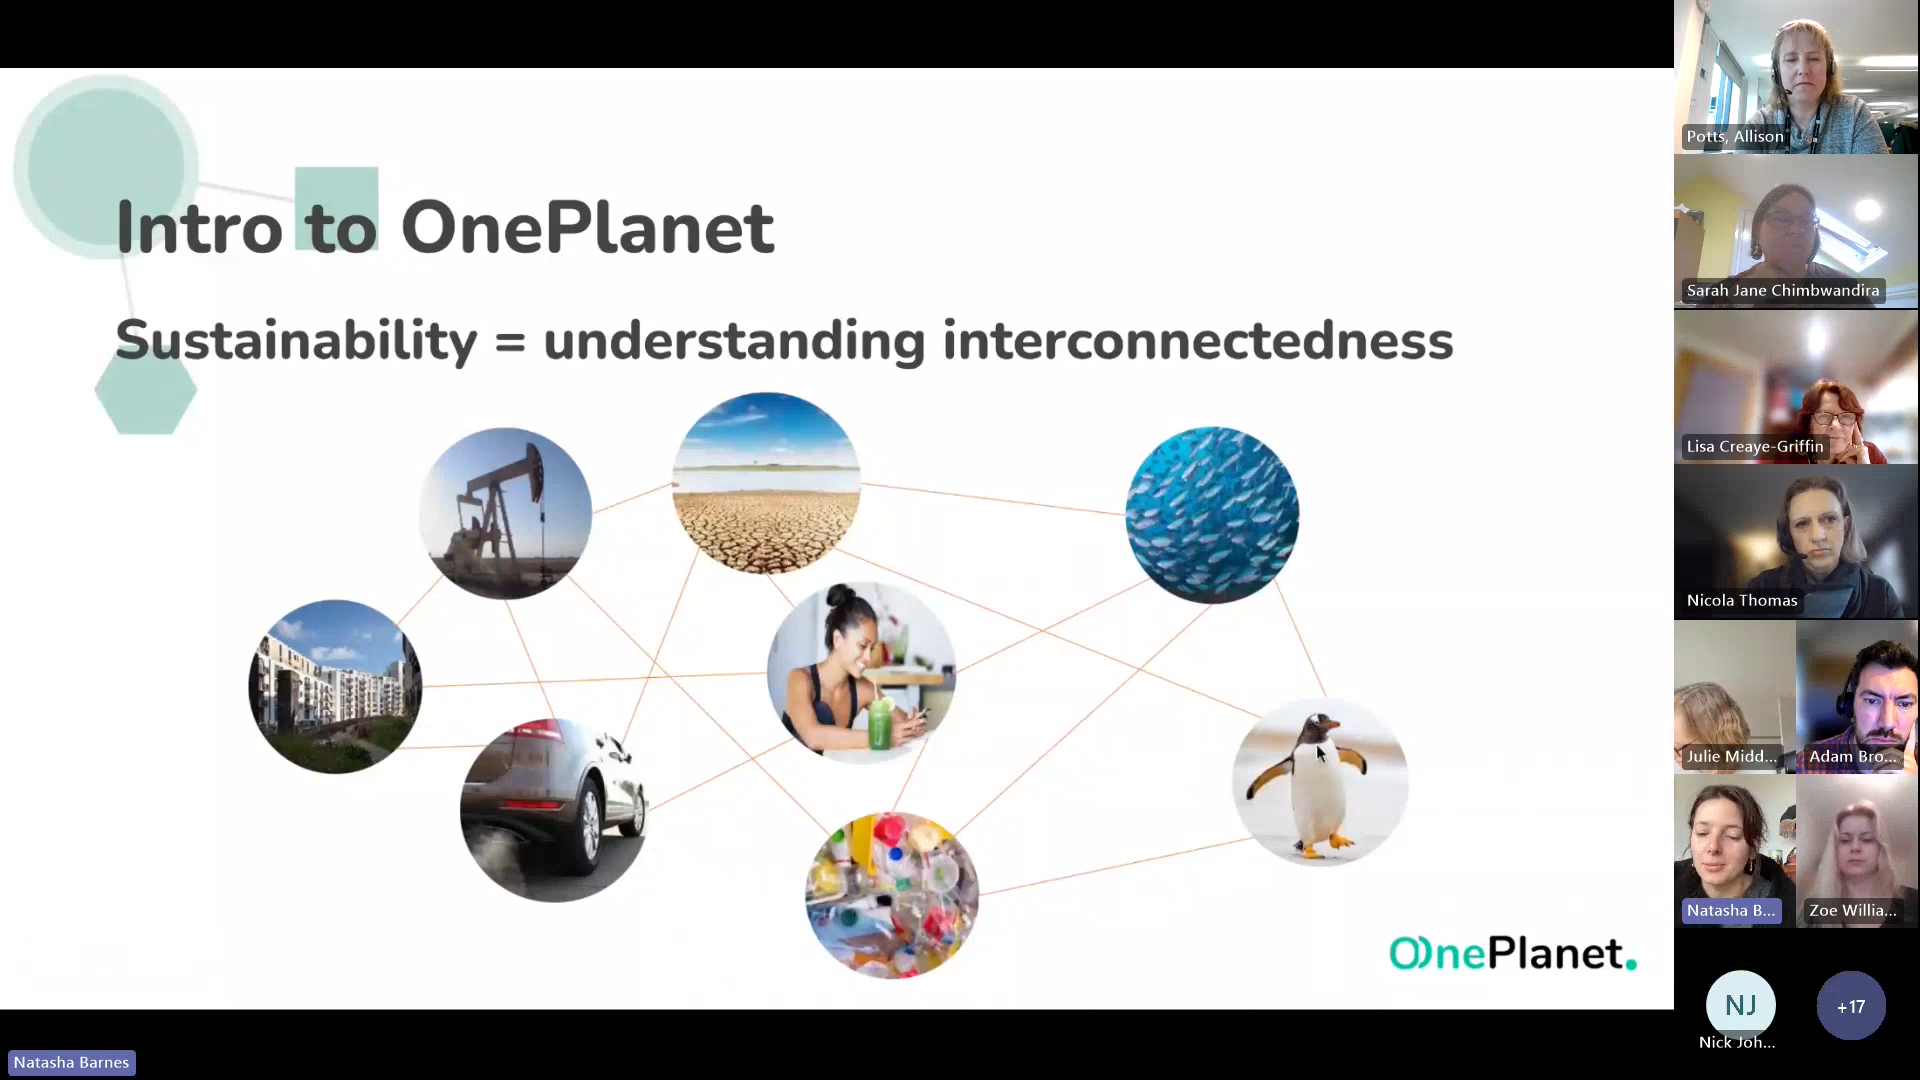 Intro to OnePlanet
Sustainability = understanding interconnectedness
OnePlanet.
Natasha Barnes
Potts, Allison
Sarah Jane Chimbwandira
Lisa Creaye-Griffin
Nicola Thomas
Julie Midd...
Adam Bro...
Natasha B...
Zoe Willia...
NJ
Nick Joh...
+17